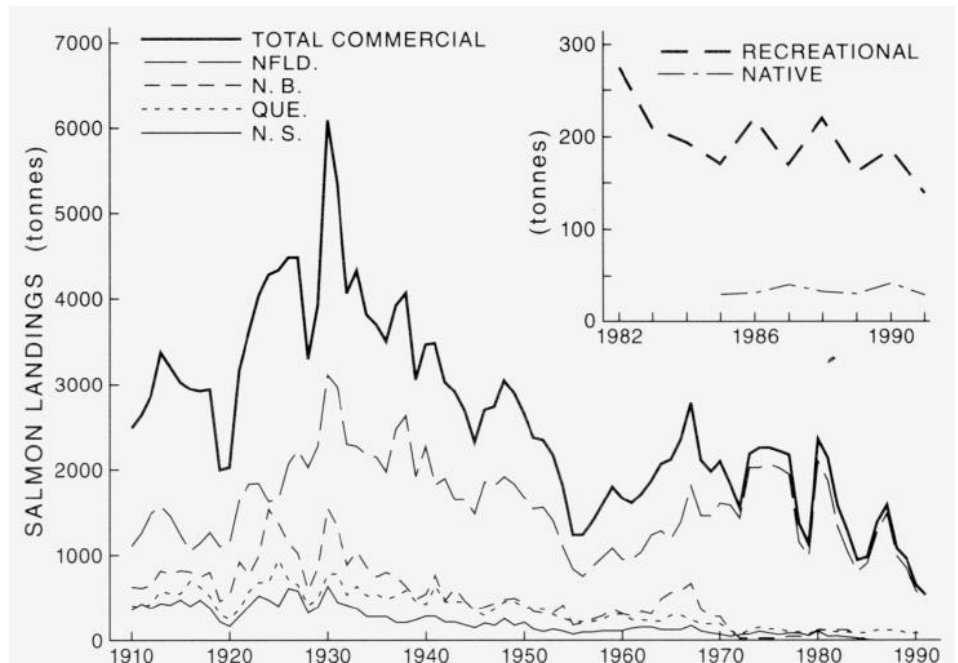 7000
6000
5000
4000
3000
2000
1000
0
SALMON LANDINGS (tonnes)
TOTAL COMMERCIAL
NFLD.
N. B.
QUE.
N. S.
1910
1920
1930
1940
1950
1960
1970
1980
1990
300
200
100
0
(tonnes)
RECREATIONAL
NATIVE
1982
1986
1990